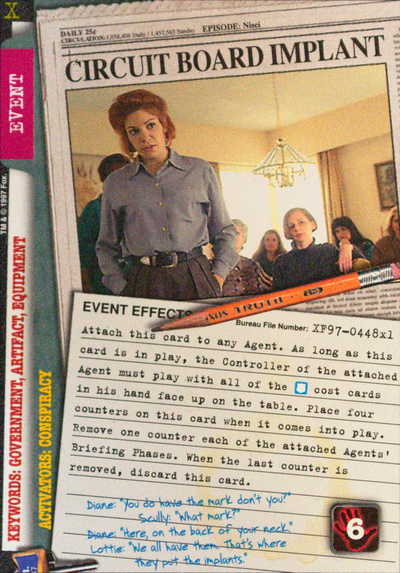 X
DAILY 25¢
EPISODE: Nisei
CIRCUIT BOARD IMPLANT
EVENT
TM & © 1997 Fox.
KEYWORDS: GOVERNMENT, ARTIFACT, EQUIPMENT
ACTIVATORS: CONSPIRACY
TRUTH
EVENT EFFECTS
Bureau File Number: XF97-0448x1
Attach this card to any Agent. As long as this
card is in play, the Controller of the attached
Agent must play with all of the cost cards
in his hand face up on the table. Place four
counters on this card when it comes into play.
Remove one counter each of the attached Agents'
Briefing Phases. When the last counter is
removed, discard this card.
Diane: "You do have the mark don't you?"
Scully: "What mark?"
Diane: "Here, on the back of your neck."
Lottie: "We all have them. That's where
they put the implants."
6